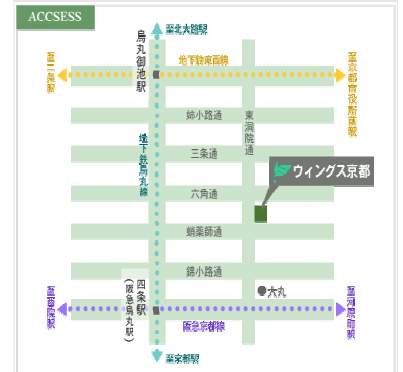 ACCSESS
至北大路駅
烏丸御池駅
地下鉄東西線
至二条駅
至京都市役所前駅
姉小路通
東洞院通
地下鉄烏丸線
三条通
ウィングス京都
六角通
蛸薬師通
錦小路通
四条駅
(阪急烏丸駅)
大丸
至西院駅
至河原町駅
阪急京都線
至京都駅